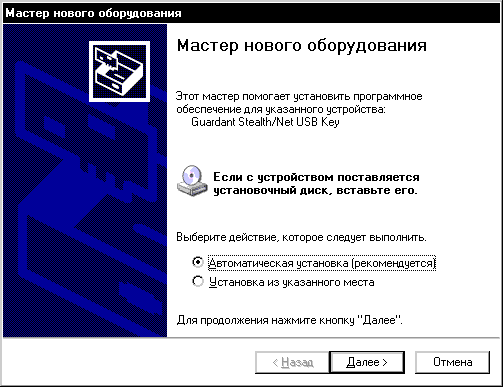 Мастер нового оборудования
Мастер нового оборудования
Этот мастер помогает установить программное
обеспечение для указанного устройства:
Guardant Stealth/Net USB Key
Если с устройством поставляется
установочный диск, вставьте его.
Выберите действие, которое следует выполнить.
Автоматическая установка (рекомендуется)
Установка из указанного места
Для продолжения нажмите кнопку "Далее".
< Назад
Далее >
Отмена